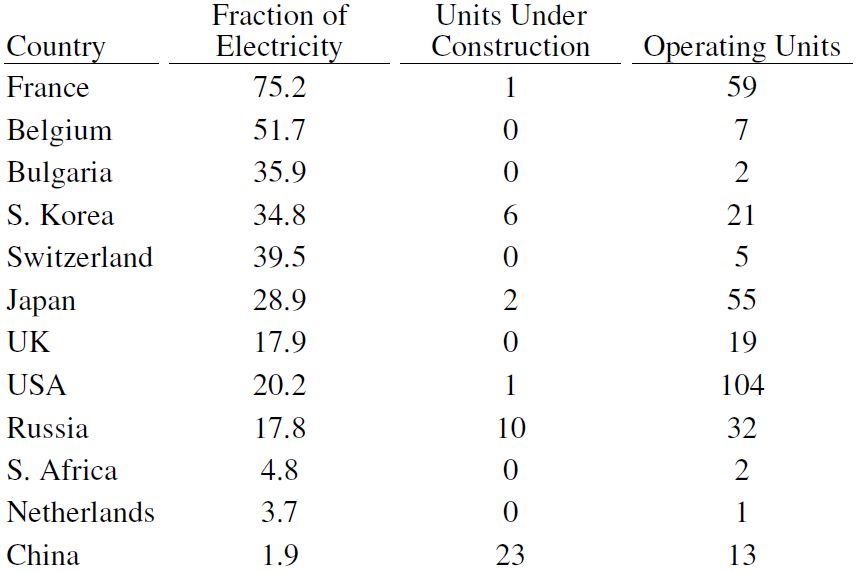 Fraction of Units Under
Country Electricity Construction Operating Units
France 75.2 1 59
Belgium 51.7 0 7
Bulgaria 35.9 0 2
S. Korea 34.8 6 21
Switzerland 39.5 0 5
Japan 28.9 2 55
UK 17.9 0 19
USA 20.2 1 104
Russia 17.8 10 32
S. Africa 4.8 0 2
Netherlands 3.7 0 1
China 1.9 23 13